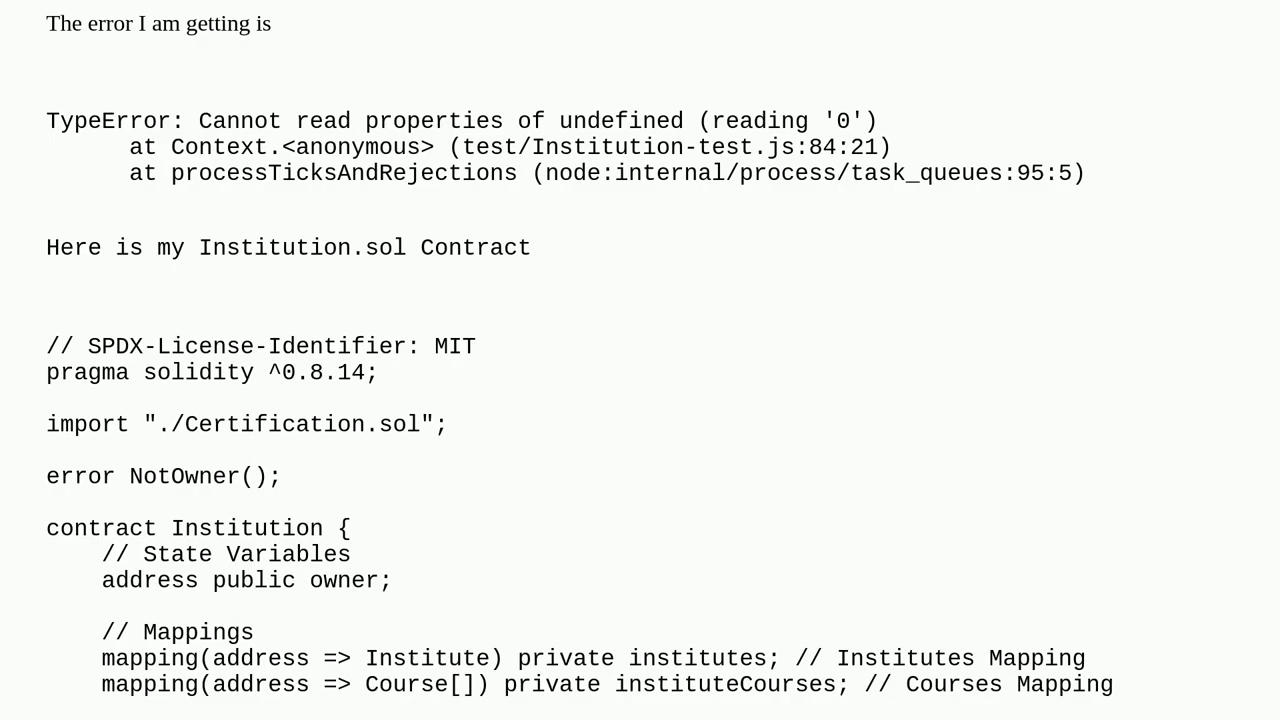 The error I am getting is
TypeError: Cannot read properties of undefined (reading '0')
at Context.<anonymous> (test/Institution-test.js:84:21)
at processTicksAndRejections (node:internal/process/task_queues:95:5)
Here is my Institution.sol Contract
// SPDX-License-Identifier: MIT
pragma solidity ^0.8.14;
import "./Certification.sol";
error NotOwner();
contract Institution {
// State Variables
address public owner;
// Mappings
mapping(address => Institute) private institutes; // Institutes Mapping
mapping(address => Course[]) private instituteCourses; // Courses Mapping